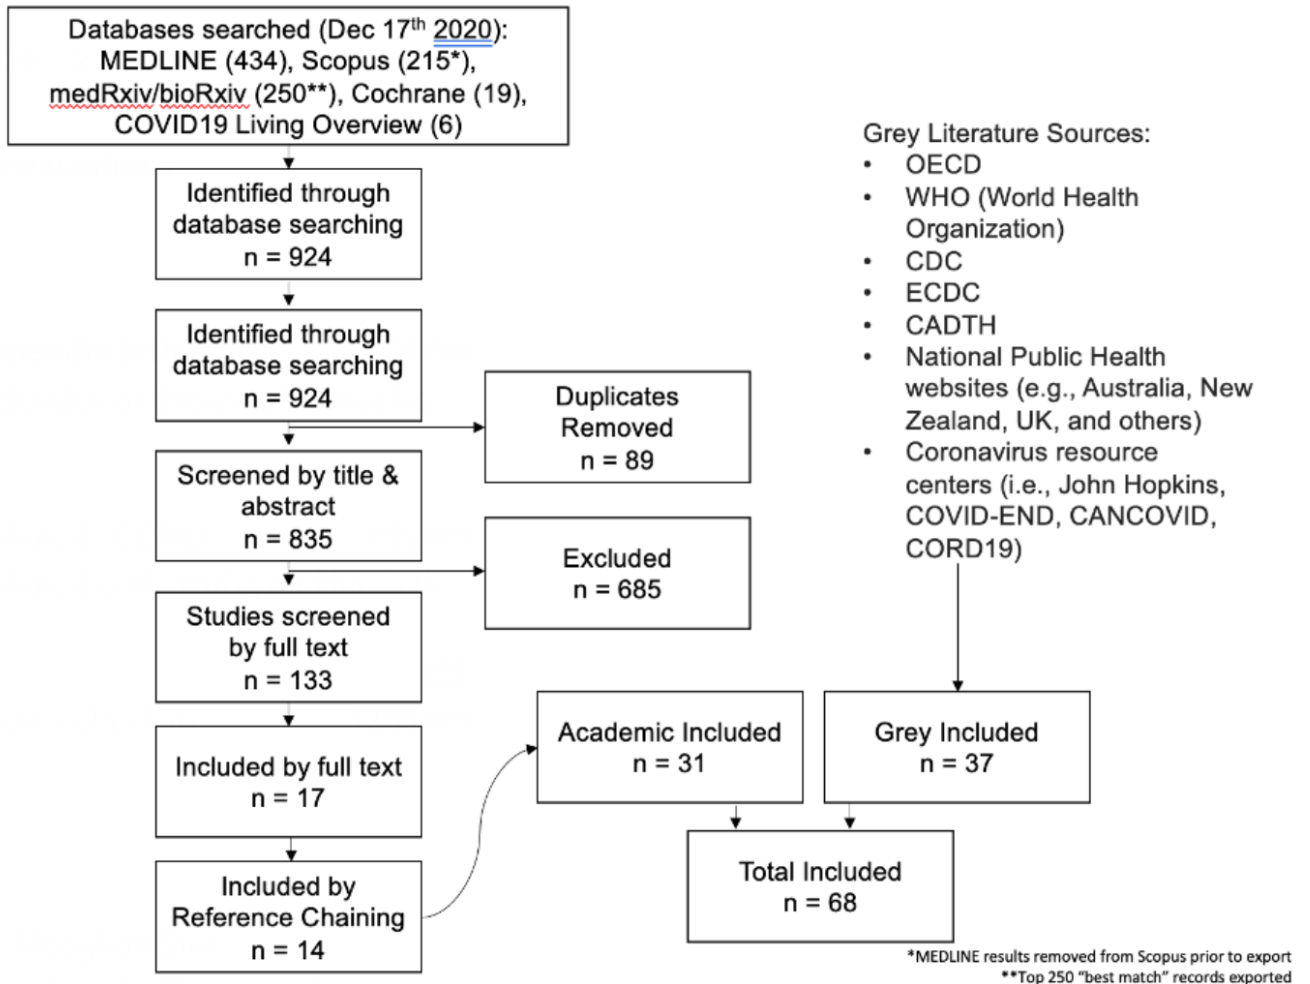 Databases searched (Dec 17th 2020):
MEDLINE (434), Scopus (215*),
medRxiv/bioRxiv (250**), Cochrane (19),
COVID19 Living Overview (6)
Identified through
database searching
n = 924
Identified through
database searching
n = 924
Duplicates
Removed
n = 89
Screened by title &
abstract
n = 835
Excluded
n = 685
Studies screened
by full text
n = 133
Included by full text
n = 17
Included by
Reference Chaining
n = 14
Academic Included
n = 31
Grey Literature Sources:
• OECD
• WHO (World Health
Organization)
• CDC
• ECDC
• CADTH
• National Public Health
websites (e.g., Australia, New
Zealand, UK, and others)
• Coronavirus resource
centers (i.e., John Hopkins,
COVID-END, CANCOVID,
CORD19)
Grey Included
n = 37
Total Included
n = 68
*MEDLINE results removed from Scopus prior to export
**Top 250 “best match” records exported